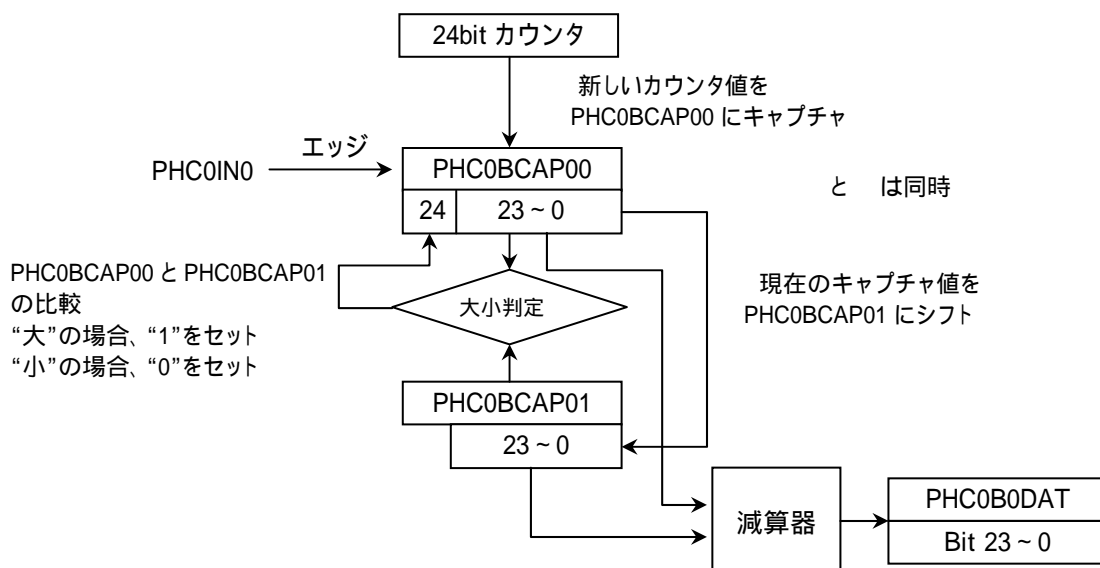 24bit カウンタ
新しいカウンタ値を
PHC0BCAP00 にキャプチャ
エッジ
PHC0IN0
PHC0BCAP00
と は同時
24
23 ~ 0
PHC0BCAP00 と PHC0BCAP01
の比較
“大”の場合、“1”をセット
“小”の場合、“0”をセット
大小判定
現在のキャプチャ値を
PHC0BCAP01 にシフト
PHC0BCAP01
23 ~ 0
減算器
PHC0B0DAT
Bit 23 ~ 0